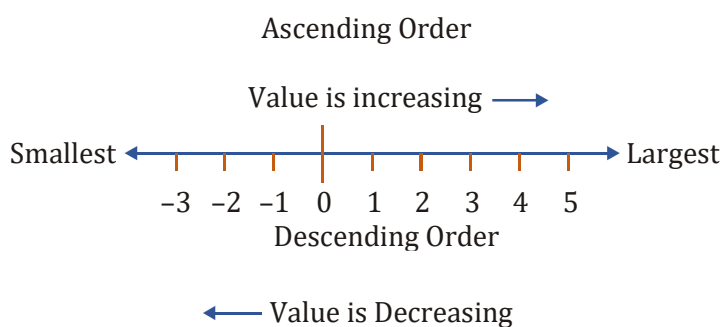 Ascending Order
Value is increasing
Smallest Largest
–3 –2 –1 0 1 2 3 4 5
Descending Order
Value is Decreasing